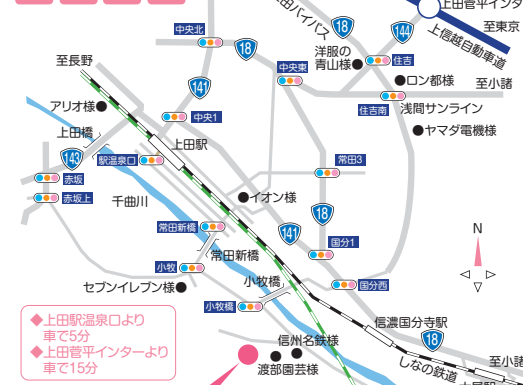 中央北
18
田バイパス
18
144
上田菅平インタ
至東京
上信越自動車道
洋服の
青山様
住吉
至長野
中央東
ロン都様
至小諸
141
住吉南
浅間サンライン
アリオ様
中央1
ヤマダ電機様
上田橋
上田駅
143
駅温泉口
常田3
赤坂
赤坂上
千曲川
イオン様
18
常田新橋
141
国分1
N
常田新橋
小牧
小牧橋
国分西
セブンイレブン様
小牧橋
◆上田駅温泉口より
車で5分
◆上田菅平インターより
車で15分
信濃国分寺駅
信州名鉄様
18
渡部園芸様
しなの鉄道
至小諸